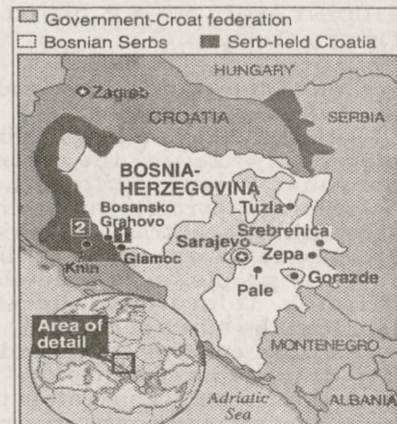 Government-Croat federation
Bosnian Serbs Serb-held Croatia
HUNGARY
Zagreb
CROATIA
SERBIA
BOSNIA-
HERZEGOVINA
Bosansko
Grahovo
Tuzla
Srebrenica
2
1
Sarajevo
Glamoc
Zepa
Knin
Gorazde
Pale
Area of
detail
MONTENEGRO
Adriatic
Sea
ALBANIA